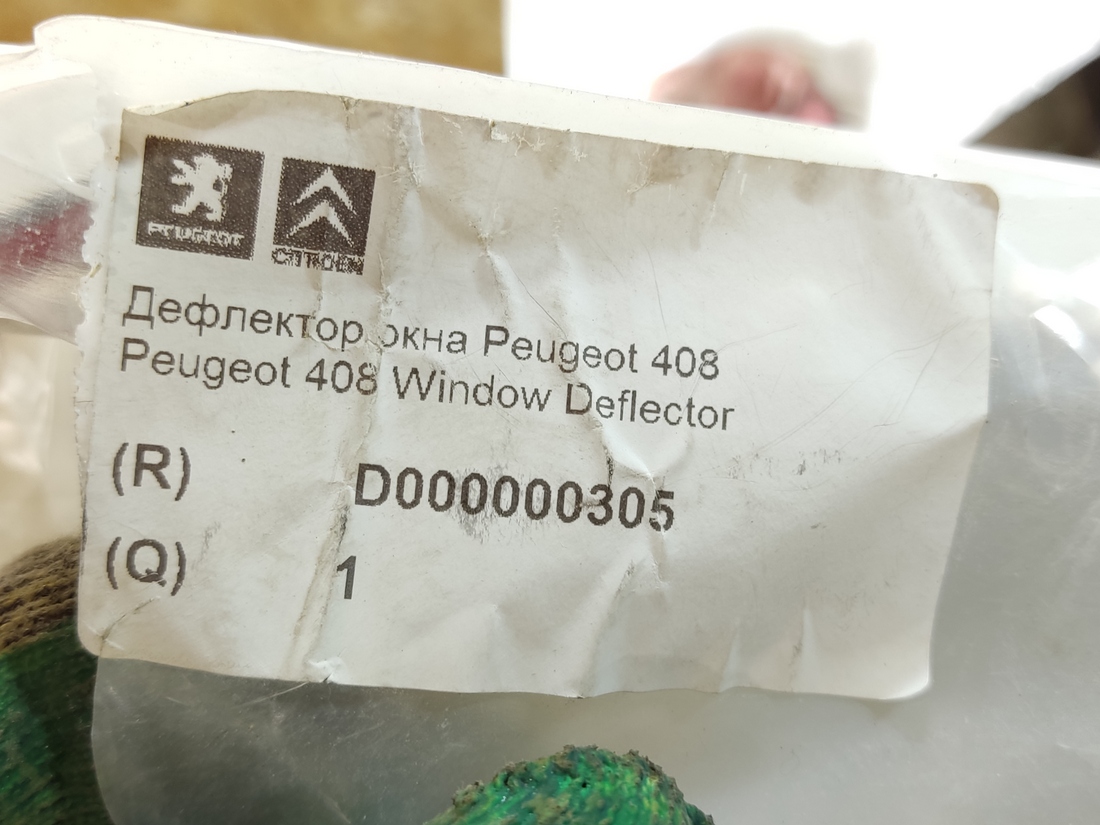 PEUGEOT
CITROEN
Дефлектор окна Peugeot 408
Peugeot 408 Window Deflector
(R) D000000305
(Q) 1